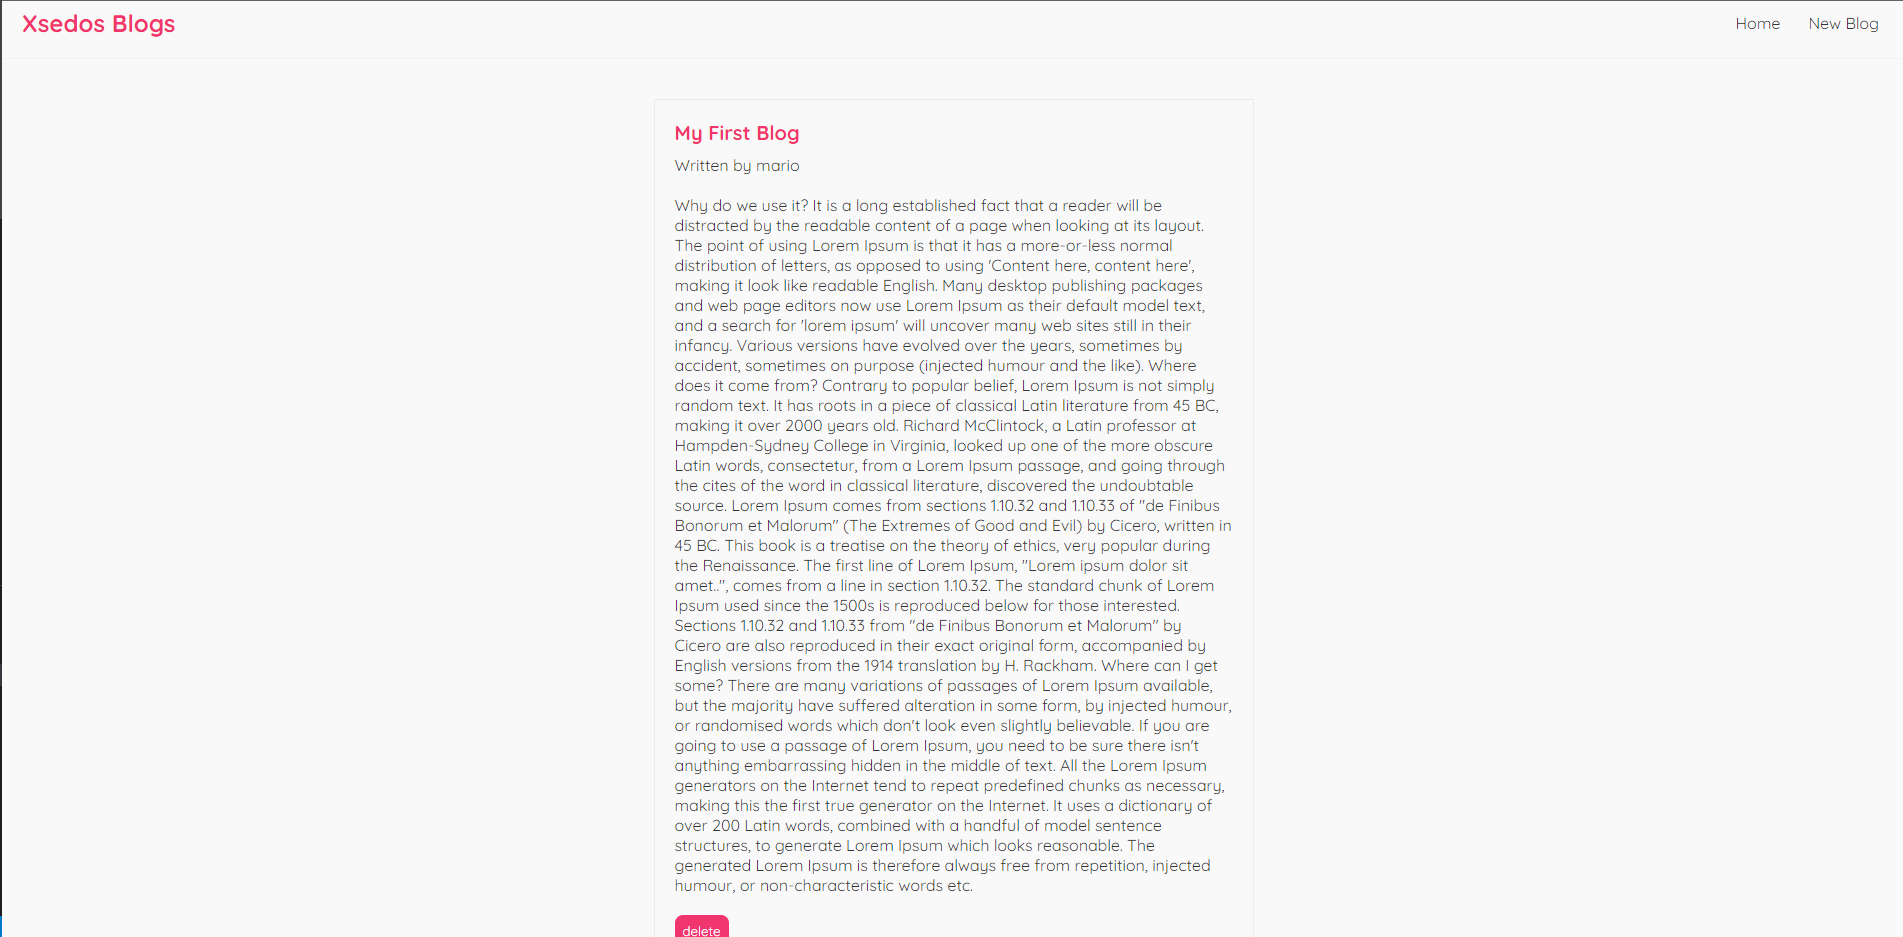 Xsedos Blogs
Home
New Blog
My First Blog
Written by mario
Why do we use it? It is a long established fact that a reader will be
distracted by the readable content of a page when looking at its layout.
The point of using Lorem Ipsum is that it has a more-or-less normal
distribution of letters, as opposed to using 'Content here, content here',
making it look like readable English. Many desktop publishing packages
and web page editors now use Lorem Ipsum as their default model text,
and a search for 'lorem ipsum' will uncover many web sites still in their
infancy. Various versions have evolved over the years, sometimes by
accident, sometimes on purpose (injected humour and the like). Where
does it come from? Contrary to popular belief, Lorem Ipsum is not simply
random text. It has roots in a piece of classical Latin literature from 45 BC,
making it over 2000 years old. Richard McClintock, a Latin professor at
Hampden-Sydney College in Virginia, looked up one of the more obscure
Latin words, consectetur, from a Lorem Ipsum passage, and going through
the cites of the word in classical literature, discovered the undoubtable
source. Lorem Ipsum comes from sections 1.10.32 and 1.10.33 of "de Finibus
Bonorum et Malorum" (The Extremes of Good and Evil) by Cicero, written in
45 BC. This book is a treatise on the theory of ethics, very popular during
the Renaissance. The first line of Lorem Ipsum, "Lorem ipsum dolor sit
amet..", comes from a line in section 1.10.32. The standard chunk of Lorem
Ipsum used since the 1500s is reproduced below for those interested.
Sections 1.10.32 and 1.10.33 from "de Finibus Bonorum et Malorum" by
Cicero are also reproduced in their exact original form, accompanied by
English versions from the 1914 translation by H. Rackham. Where can I get
some? There are many variations of passages of Lorem Ipsum available,
but the majority have suffered alteration in some form, by injected humour,
or randomised words which don't look even slightly believable. If you are
going to use a passage of Lorem Ipsum, you need to be sure there isn't
anything embarrassing hidden in the middle of text. All the Lorem Ipsum
generators on the Internet tend to repeat predefined chunks as necessary,
making this the first true generator on the Internet. It uses a dictionary of
over 200 Latin words, combined with a handful of model sentence
structures, to generate Lorem Ipsum which looks reasonable. The
generated Lorem Ipsum is therefore always free from repetition, injected
humour, or non-characteristic words etc.
delete